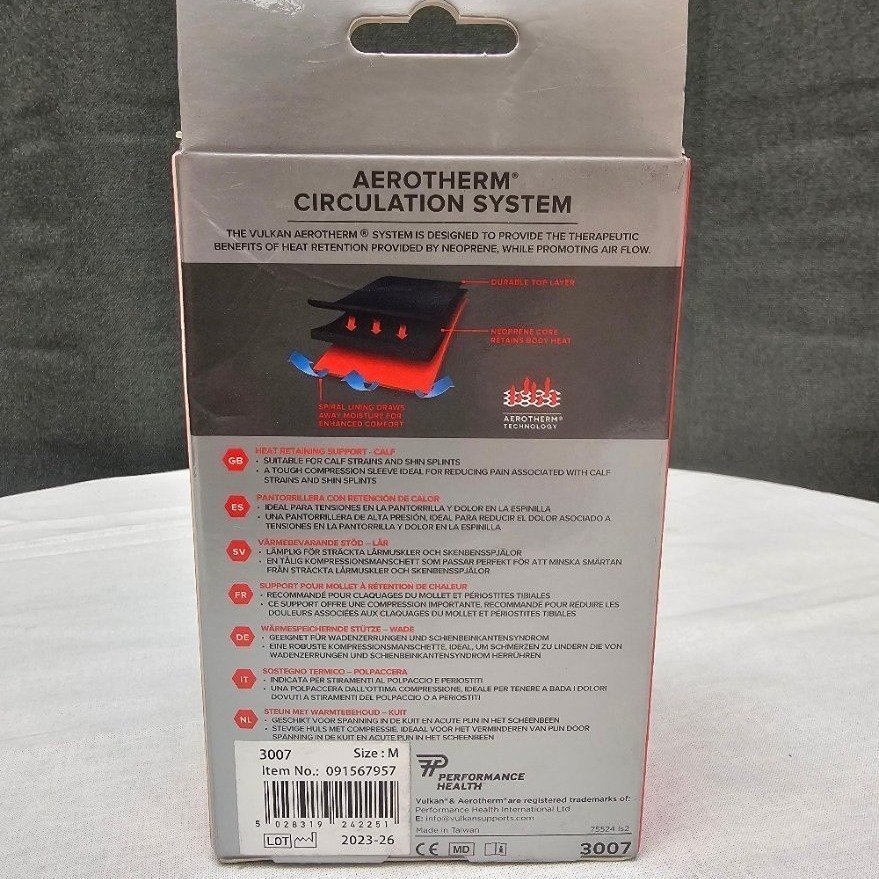 AEROTHERM®
CIRCULATION SYSTEM
THE VULKAN AEROTHERM ® SYSTEM IS DESIGNED TO PROVIDE THE THERAPEUTIC
BENEFITS OF HEAT RETENTION PROVIDED BY NEOPRENE, WHILE PROMOTING AIR FLOW.
DURABLE TOP LAYER
NEOPRENE CORE
RETAINS BODY HEAT
SPIRAL LINING DRAWS
AWAY MOISTURE FOR
ENHANCED COMFORT
AEROTHERM®
TECHNOLOGY
GB
HEAT RETAINING SUPPORT - CALF
• SUITABLE FOR CALF STRAINS AND SHIN SPLINTS
• A TOUGH COMPRESSION SLEEVE IDEAL FOR REDUCING PAIN ASSOCIATED WITH CALF
STRAINS AND SHIN SPLINTS
ES
PANTORRILLERA CON RETENCIÓN DE CALOR
• IDEAL PARA TENSIONES EN LA PANTORRILLA Y DOLOR EN LA ESPINILLA
• UNA PANTORRILLERA DE ALTA PRESIÓN, IDEAL PARA REDUCIR EL DOLOR ASOCIADO A
TENSIONES EN LA PANTORRILLA Y DOLOR EN LA ESPINILLA
SV
VÄRMEBEVARANDE STÖD – LÅR
• LÄMPLIG FÖR STRÄCKTA LÅRMUSKLER OCH SKENBENSSPJÄLOR
• EN TÅLIG KOMPRESSIONSMANSCHETT SOM PASSAR PERFEKT FÖR ATT MINSKA SMÄRTAN
FRÅN STRÄCKTA LÅRMUSKLER OCH SKENBENSSPJÄLOR
FR
SUPPORT POUR MOLLET À RÉTENTION DE CHALEUR
• RECOMMANDÉ POUR CLAQUAGES DU MOLLET ET PÉRIOSTITES TIBIALES
• CE SUPPORT OFFRE UNE COMPRESSION IMPORTANTE. RECOMMANDÉ POUR RÉDUIRE LES
DOULEURS ASSOCIÉES AUX CLAQUAGES DU MOLLET ET PÉRIOSTITES TIBIALES
DE
WÄRMESPEICHERNDE STÜTZE – WADE
• GEEIGNET FÜR WADENZERRUNGEN UND SCHIENBEINKANTENSYNDROM
• EINE ROBUSTE KOMPRESSIONSMANSCHETTE, IDEAL, UM SCHMERZEN ZU LINDERN DIE VON
WADENZERRUNGEN UND SCHIENBEINKANTENSYNDROM HERRÜHREN
IT
SOSTEGNO TERMICO – POLPACCERA
• INDICATA PER STIRAMENTI AL POLPACCIO E PERIOSTITI
• UNA POLPACCERA DALL'OTTIMA COMPRESSIONE, IDEALE PER TENERE A BADA I DOLORI
DOVUTI A STIRAMENTI DEL POLPACCIO O A PERIOSTITI
NL
STEUN MET WARMTEBEHOUD – KUIT
• GESCHIKT VOOR SPANNING IN DE KUIT EN ACUTE PIJN IN HET SCHEENBEEN
• STEVIGE HULS MET COMPRESSIE. IDEAAL VOOR HET VERMINDEREN VAN PIJN DOOR
SPANNING IN DE KUIT EN ACUTE PIJN IN HET SCHEENBEEN
3007 Size : M
Item No.: 091567957
5 028319 242251
LOT 2023-26
PERFORMANCE
HEALTH®
Vulkan® & Aerotherm® are registered trademarks of:
Performance Health International Ltd
E: info@vulkansupports.com
Made in Taiwan 75524 Is2
CE MD 3007